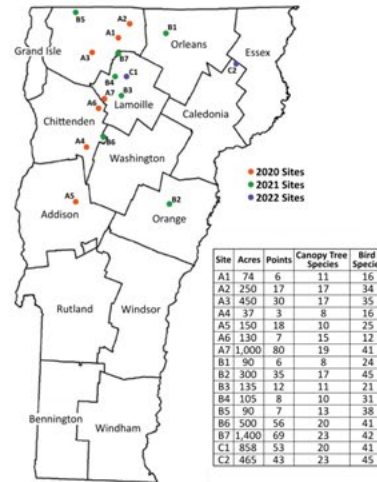 B5
A2
B1
A1
Orleans
Essex
Grand Isle
A3
B7
C2
B4
C1
A7
B3
Lamoille
A6
Caledonia
Chittenden
A4
B6
Washington
2020 Sites
2021 Sites
2022 Sites
A5
B2
Addison
Orange
Rutland
Windsor
Bennington
Windham
Site Acres Points Canopy Tree Species Bird Species
A1 74 6 11 16
A2 250 17 17 34
A3 450 30 17 35
A4 37 3 8 16
A5 150 18 10 25
A6 130 7 15 12
A7 1,000 80 19 41
B1 90 6 8 24
B2 300 35 17 45
B3 135 12 11 21
B4 105 8 10 31
B5 90 7 13 38
B6 500 56 20 41
B7 1,400 69 23 42
C1 858 53 20 41
C2 465 43 23 45